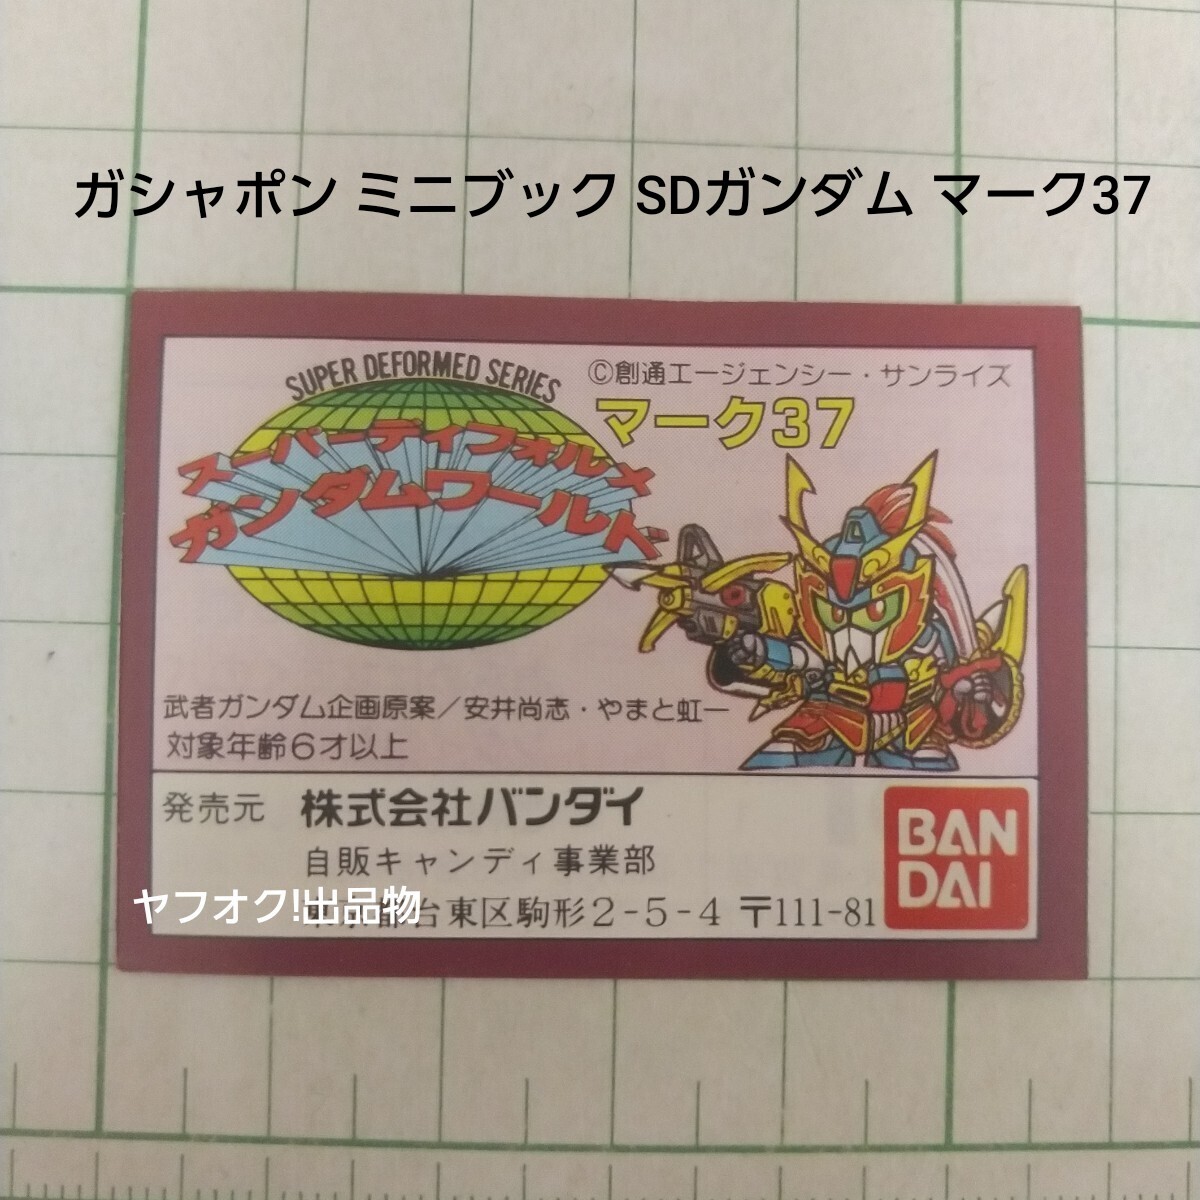 ガシャポン ミニブック SDガンダム マーク37
SUPER DEFORMED SERIES
©創通エージェンシー・サンライズ
マーク37
スーパーディフォルメ
ガンダムワールド
武者ガンダム企画原案／安井尚志・やまと虹一
対象年齢6才以上
発売元 株式会社バンダイ
自販キャンディ事業部
ヤフオク!出品物
東京都台東区駒形2-5-4 〒111-81
BAN
DAI